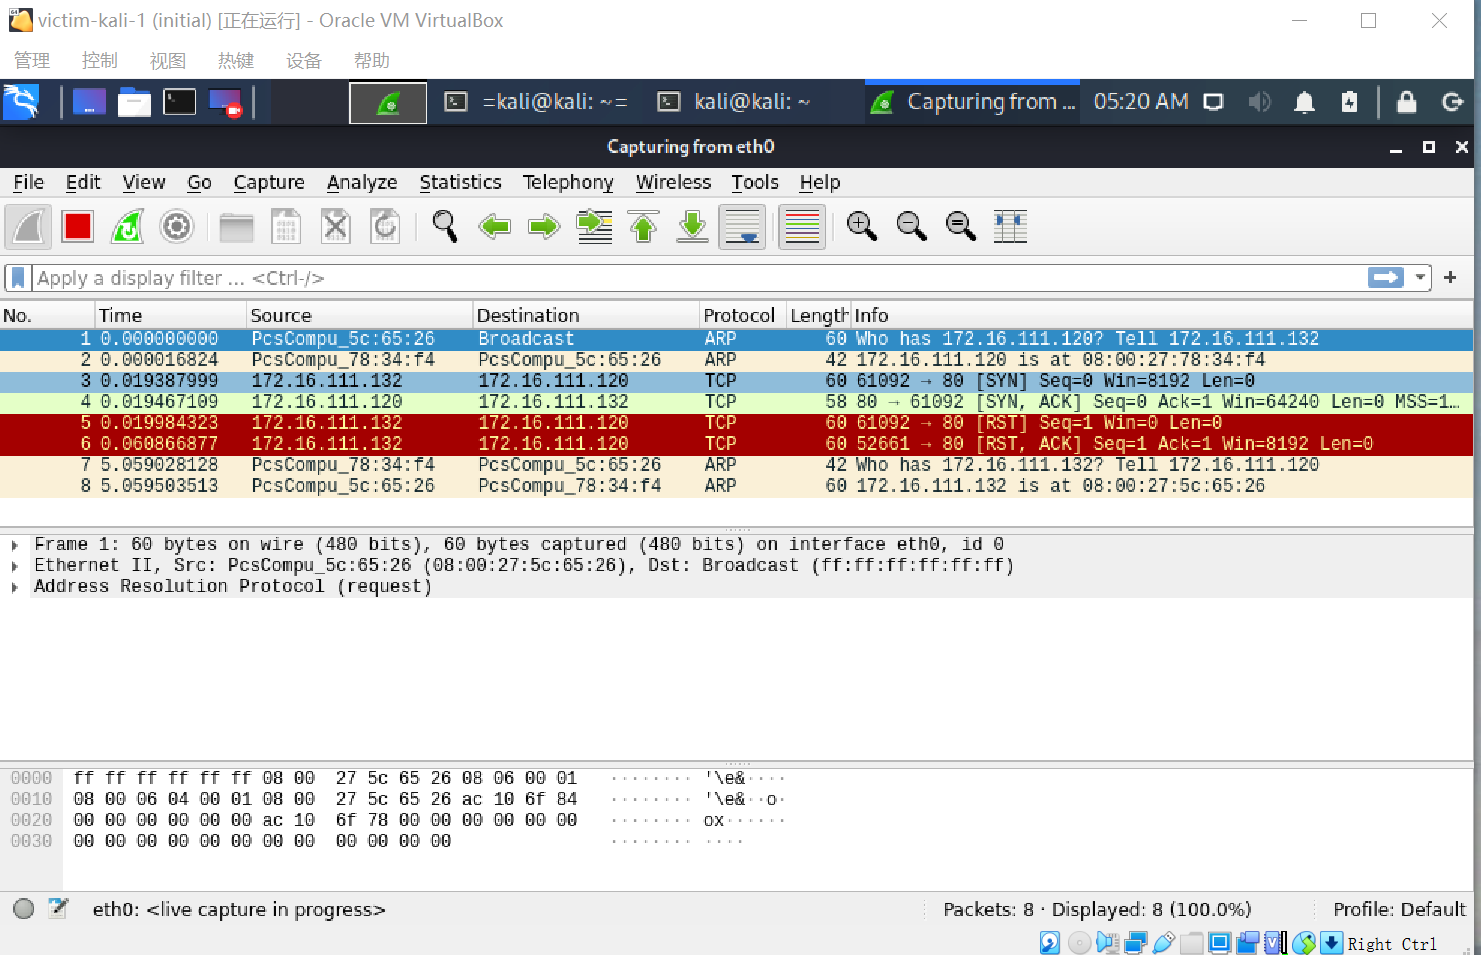 victim-kali-1 (initial) [正在运行] - Oracle VM VirtualBox
管理 控制 视图 热键 设备 帮助
=kali@kali: ~= kali@kali: ~ Capturing from ... 05:20 AM
Capturing from eth0
File Edit View Go Capture Analyze Statistics Telephony Wireless Tools Help
Apply a display filter ... <Ctrl-/>
No. Time Source Destination Protocol Length Info
1 0.000000000 PcsCompu_5c:65:26 Broadcast ARP 60 Who has 172.16.111.120? Tell 172.16.111.132
2 0.000016824 PcsCompu_78:34:f4 PcsCompu_5c:65:26 ARP 42 172.16.111.120 is at 08:00:27:78:34:f4
3 0.019387999 172.16.111.132 172.16.111.120 TCP 60 61092 → 80 [SYN] Seq=0 Win=8192 Len=0
4 0.019467109 172.16.111.120 172.16.111.132 TCP 58 80 → 61092 [SYN, ACK] Seq=0 Ack=1 Win=64240 Len=0 MSS=1...
5 0.019984323 172.16.111.132 172.16.111.120 TCP 60 61092 → 80 [RST] Seq=1 Win=0 Len=0
6 0.060866877 172.16.111.132 172.16.111.120 TCP 60 52661 → 80 [RST, ACK] Seq=1 Ack=1 Win=8192 Len=0
7 5.059028128 PcsCompu_78:34:f4 PcsCompu_5c:65:26 ARP 42 Who has 172.16.111.132? Tell 172.16.111.120
8 5.059503513 PcsCompu_5c:65:26 PcsCompu_78:34:f4 ARP 60 172.16.111.132 is at 08:00:27:5c:65:26
Frame 1: 60 bytes on wire (480 bits), 60 bytes captured (480 bits) on interface eth0, id 0
Ethernet II, Src: PcsCompu_5c:65:26 (08:00:27:5c:65:26), Dst: Broadcast (ff:ff:ff:ff:ff:ff)
Address Resolution Protocol (request)
0000 ff ff ff ff ff ff 08 00 27 5c 65 26 08 06 00 01 ········ '\e&····
0010 08 00 06 04 00 01 08 00 27 5c 65 26 ac 10 6f 84 ········ '\e&··o·
0020 00 00 00 00 00 00 ac 10 6f 78 00 00 00 00 00 00 ········ ox······
0030 00 00 00 00 00 00 00 00 00 00 00 00 ········ ····
eth0: <live capture in progress> Packets: 8 · Displayed: 8 (100.0%) Profile: Default
Right Ctrl